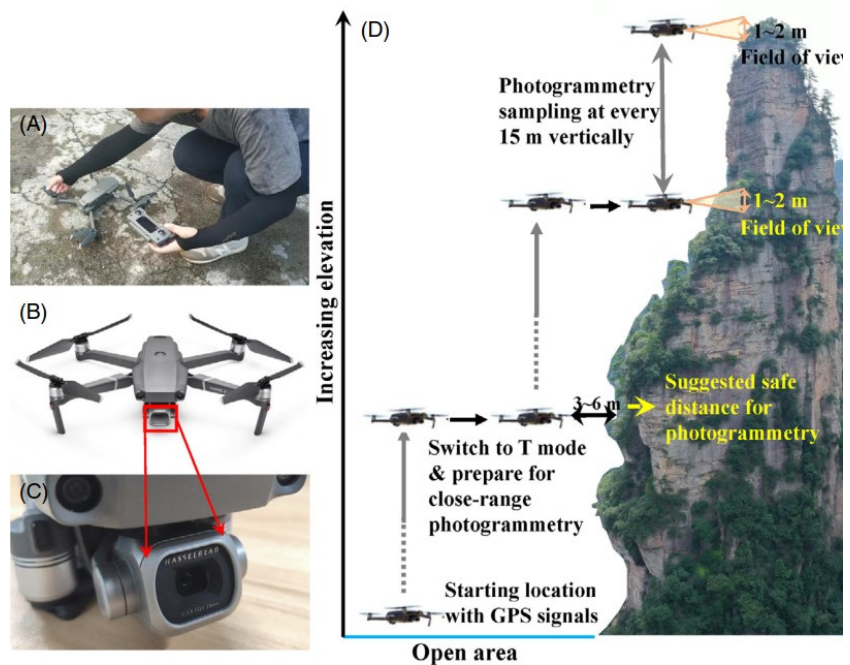 (A)
(B)
(C)
HASSELBLAD
(D)
Increasing elevation
1~2 m
Field of view
Photogrammetry
sampling at every
15 m vertically
1~2 m
Field of view
3~6 m
Suggested safe
distance for
photogrammetry
Switch to T mode
& prepare for
close-range
photogrammetry
Starting location
with GPS signals
Open area